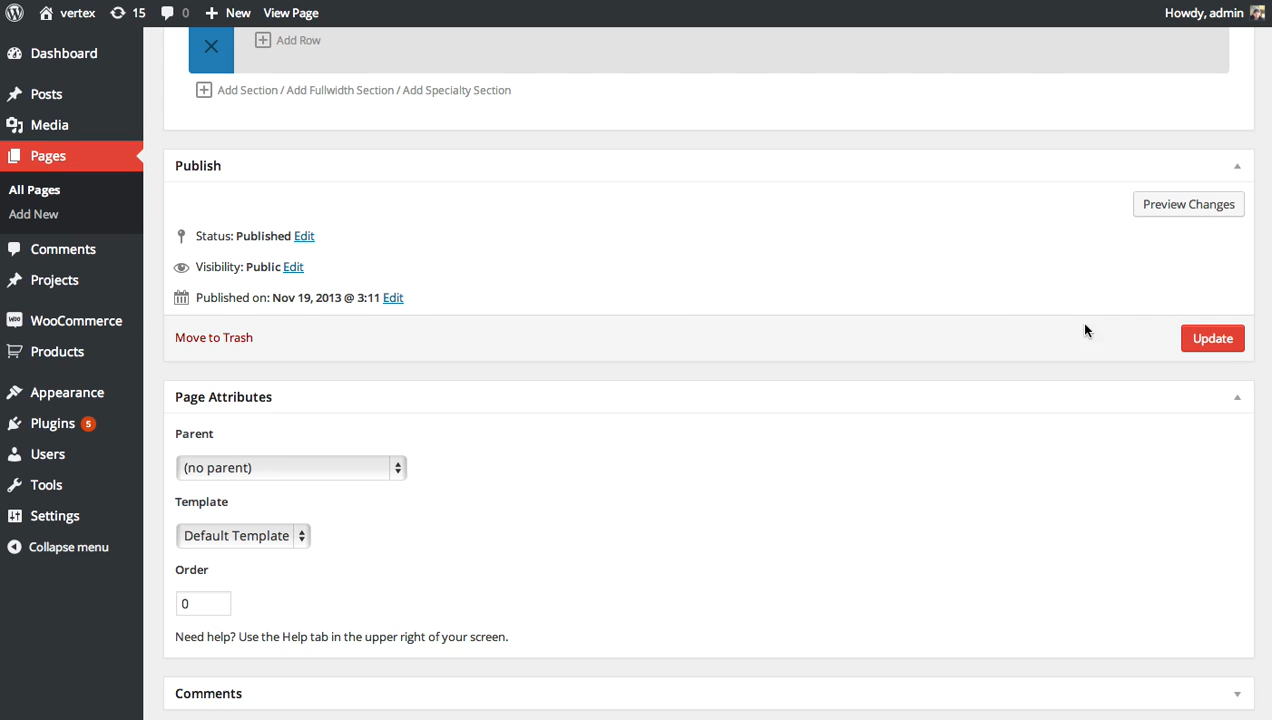 vertex 15 0 New View Page Howdy, admin
Dashboard
Posts
Media
Pages
All Pages
Add New
Comments
Projects
WooCommerce
Products
Appearance
Plugins 5
Users
Tools
Settings
Collapse menu
Add Row
Add Section / Add Fullwidth Section / Add Specialty Section
Publish
Preview Changes
Status: Published Edit
Visibility: Public Edit
Published on: Nov 19, 2013 @ 3:11 Edit
Move to Trash Update
Page Attributes
Parent
(no parent)
Template
Default Template
Order
0
Need help? Use the Help tab in the upper right of your screen.
Comments